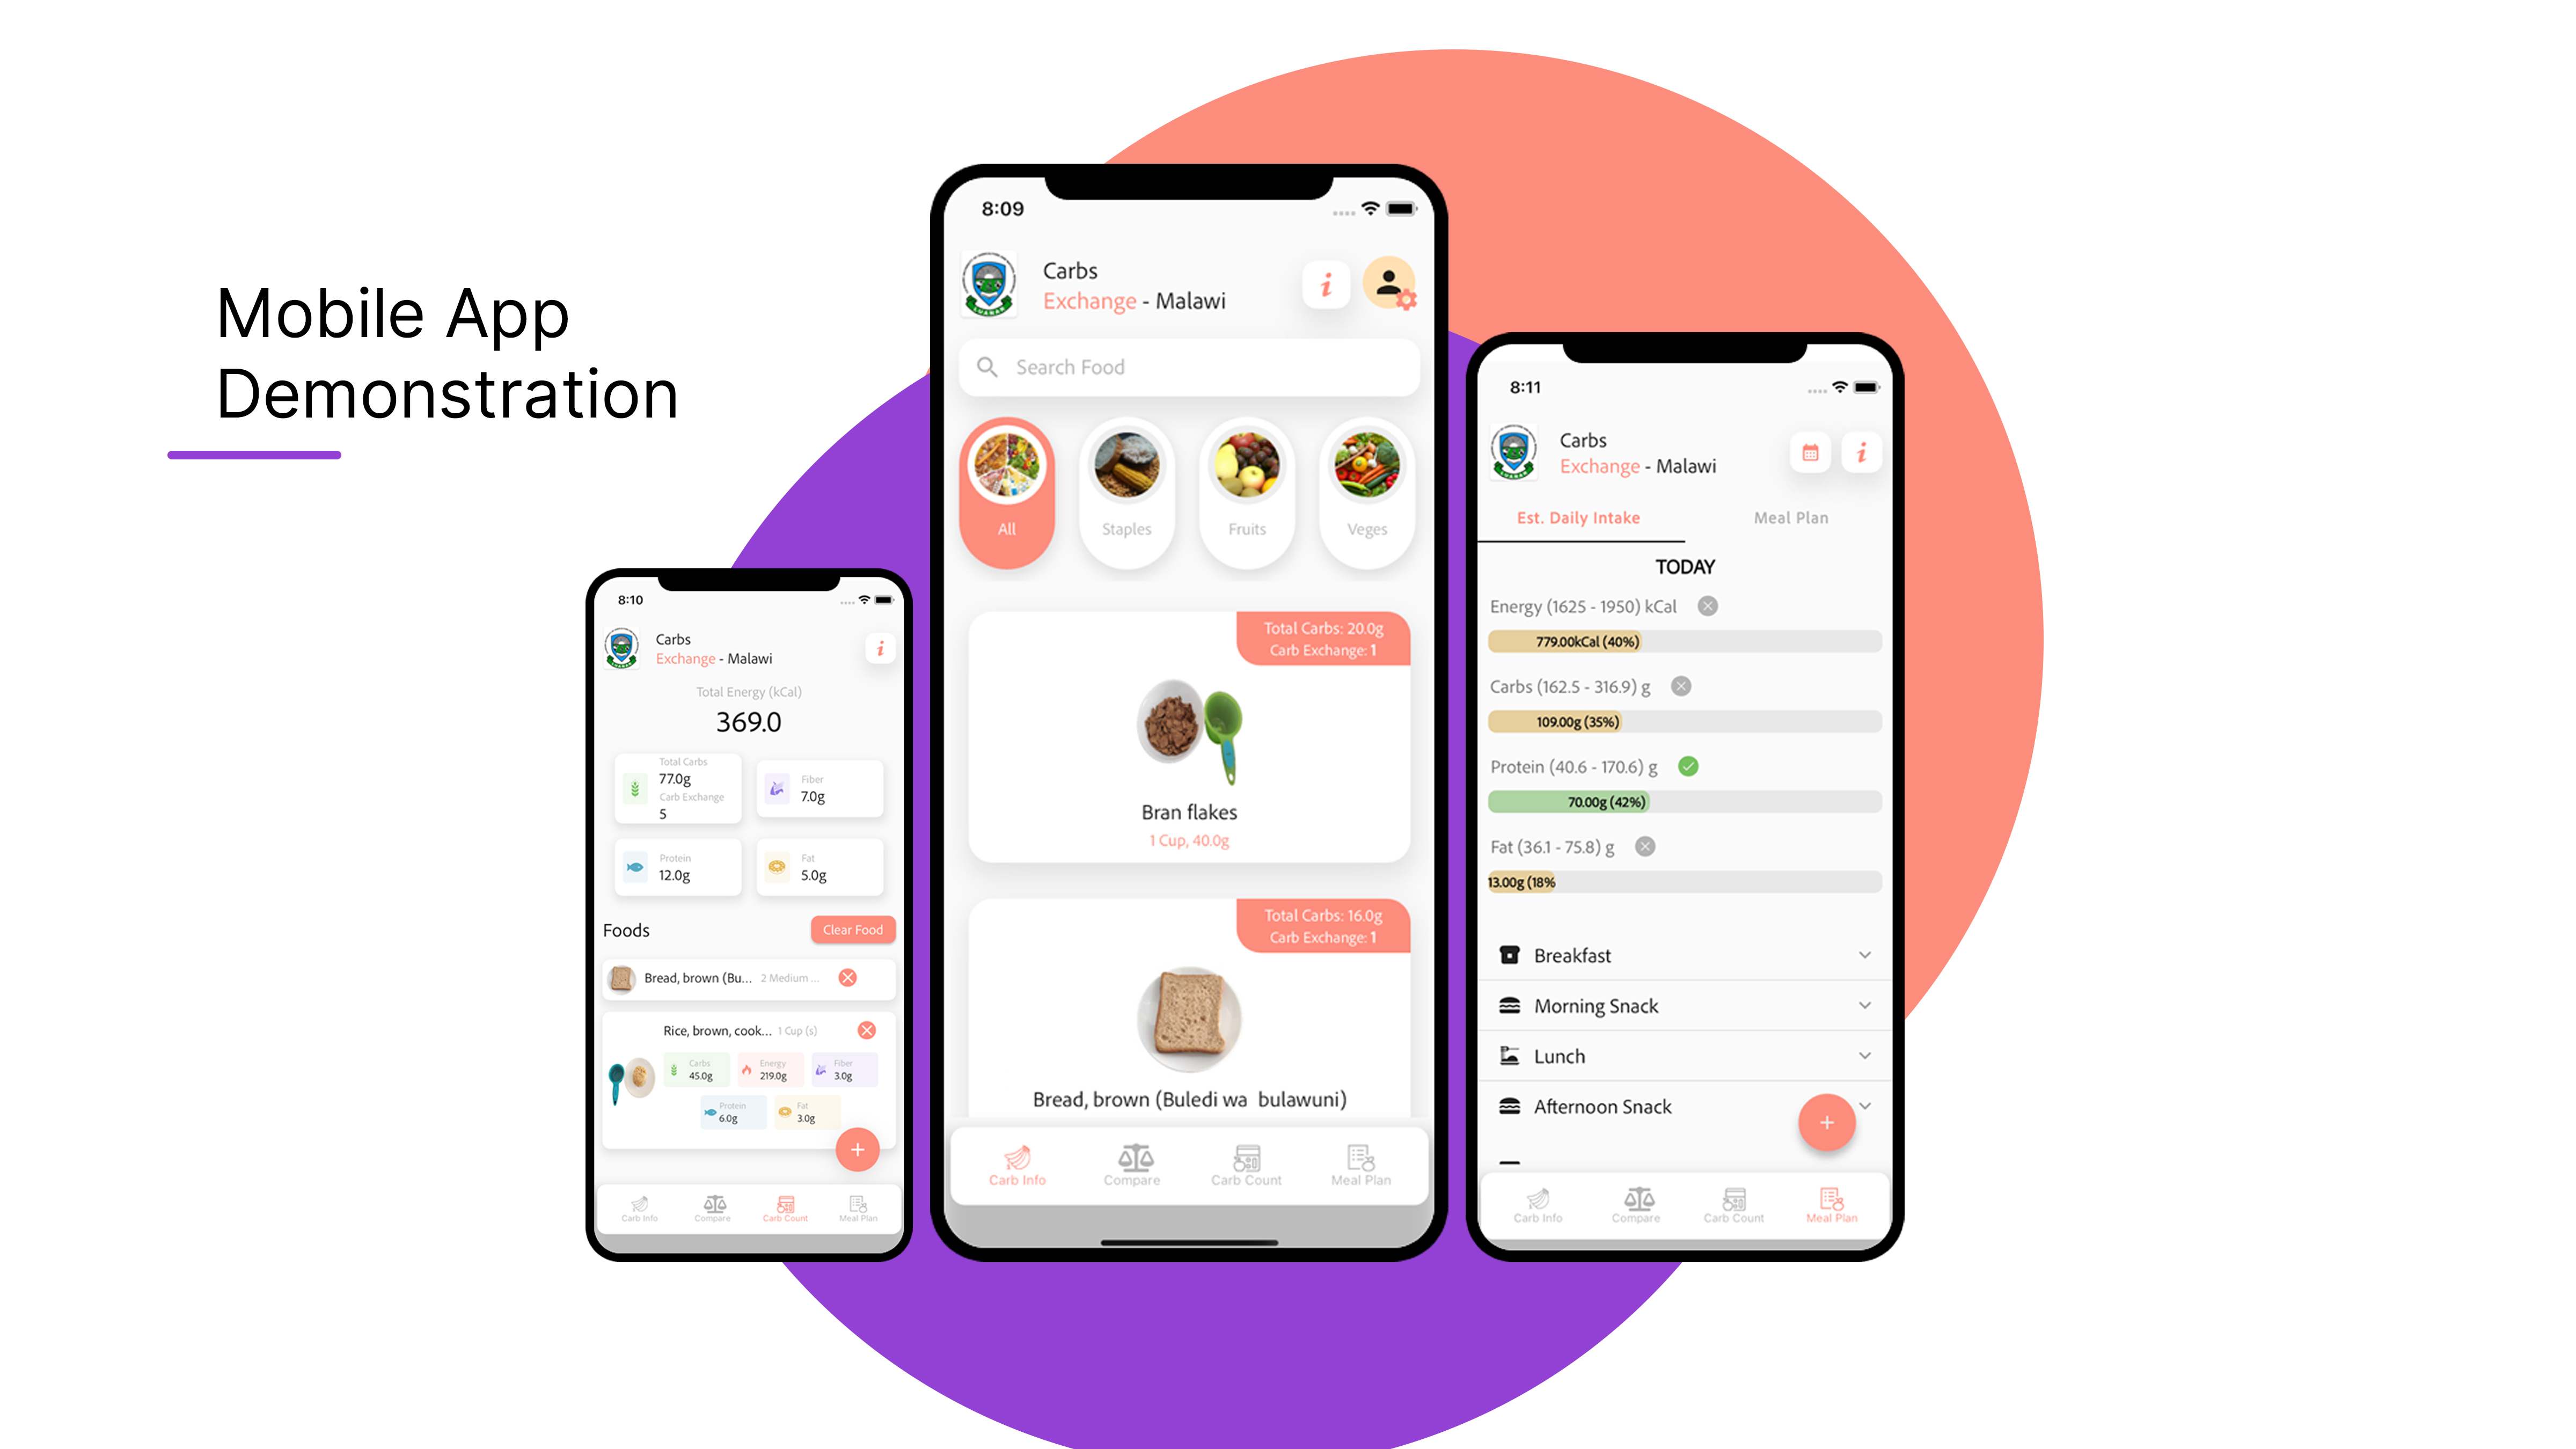 Mobile App
Demonstration
8:10
Carbs
Exchange - Malawi
i
Total Energy (kCal)
369.0
Total Carbs
77.0g
Carb Exchange
5
Fiber
7.0g
Protein
12.0g
Fat
5.0g
Foods
Clear Food
Bread, brown (Bu... 2 Medium ...
Rice, brown, cook... 1 Cup (s)
Carbs
45.0g
Energy
219.0g
Fiber
3.0g
Protein
6.0g
Fat
3.0g
+
Carb Info
Compare
Carb Count
Meal Plan
8:09
Carbs
Exchange - Malawi
i
Search Food
All
Staples
Fruits
Veges
Total Carbs: 20.0g
Carb Exchange: 1
Bran flakes
1 Cup, 40.0g
Total Carbs: 16.0g
Carb Exchange: 1
Bread, brown (Buledi wa bulawuni)
Carb Info
Compare
Carb Count
Meal Plan
8:11
Carbs
Exchange - Malawi
i
Est. Daily Intake
Meal Plan
TODAY
Energy (1625 - 1950) kCal
779.00kCal (40%)
Carbs (162.5 - 316.9) g
109.00g (35%)
Protein (40.6 - 170.6) g
70.00g (42%)
Fat (36.1 - 75.8) g
13.00g (18%
Breakfast
Morning Snack
Lunch
Afternoon Snack
+
Carb Info
Compare
Carb Count
Meal Plan